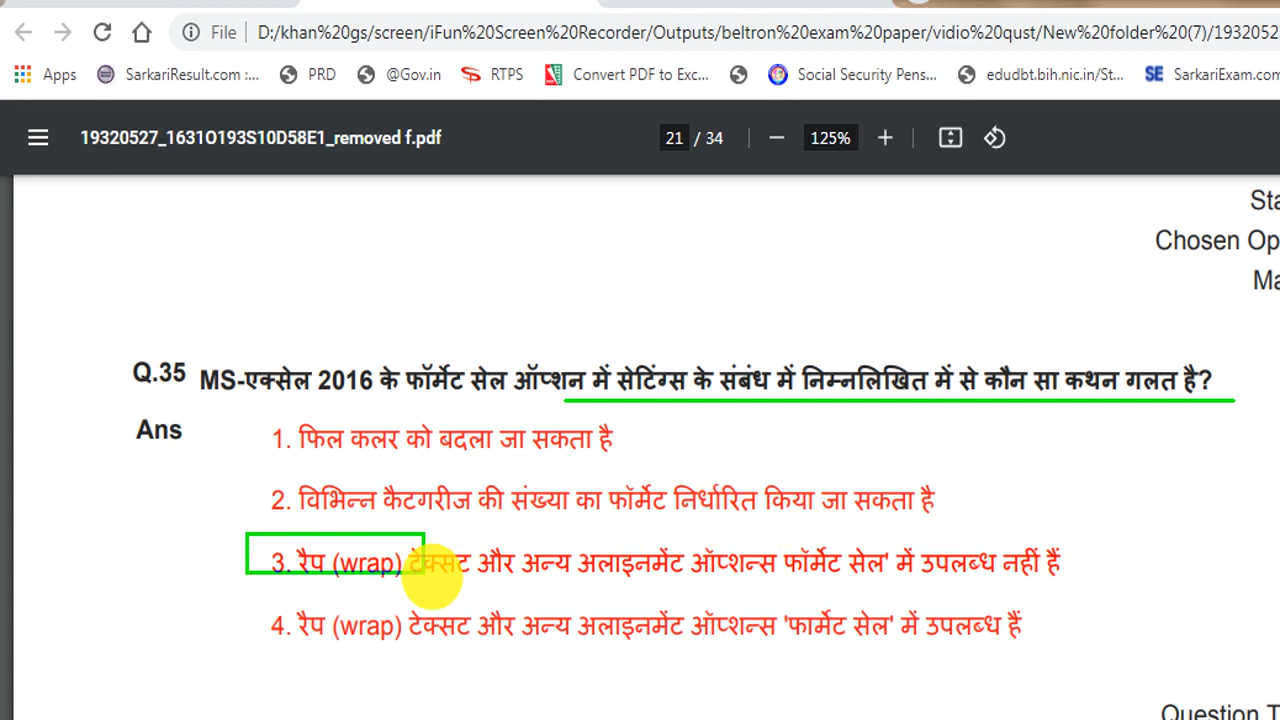 File D:/khan%20gs/screen/iFun%20Screen%20Recorder/Outputs/beltron%20exam%20paper/vidio%20qust/New%20folder%20(7)/1932052
Apps SarkariResult.com :... PRD @Gov.in RTPS Convert PDF to Exc... Social Security Pens... edudbt.bih.nic.in/St... SE SarkariExam.com
19320527_1631O193S10D58E1_removed f.pdf 21 / 34 125%
Sta
Chosen Op
Ma
Q.35 MS-एक्सेल 2016 के फॉर्मेट सेल ऑप्शन में सेटिंग्स के संबंध में निम्नलिखित में से कौन सा कथन गलत है?
Ans 1. फिल कलर को बदला जा सकता है
2. विभिन्न कैटगरीज की संख्या का फॉर्मेट निर्धारित किया जा सकता है
3. रैप (wrap) टेक्सट और अन्य अलाइनमेंट ऑप्शन्स फॉर्मेट सेल' में उपलब्ध नहीं हैं
4. रैप (wrap) टेक्सट और अन्य अलाइनमेंट ऑप्शन्स 'फार्मेट सेल' में उपलब्ध हैं
Question T